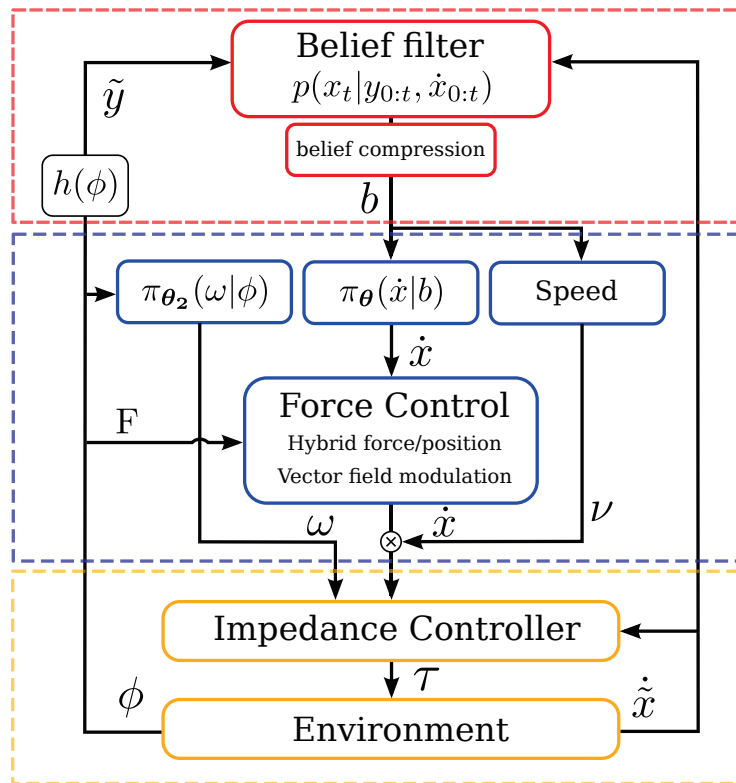 Belief filter
p(x_t|y_{0:t}, ẋ_{0:t})
ỹ
belief compression
h(ϕ)
b
π_{θ₂}(ω|ϕ)
π_θ(ẋ|b)
Speed
ẋ
Force Control
F
Hybrid force/position
Vector field modulation
ω
ẋ
ν
×
Impedance Controller
τ
ϕ
x̃̇
Environment